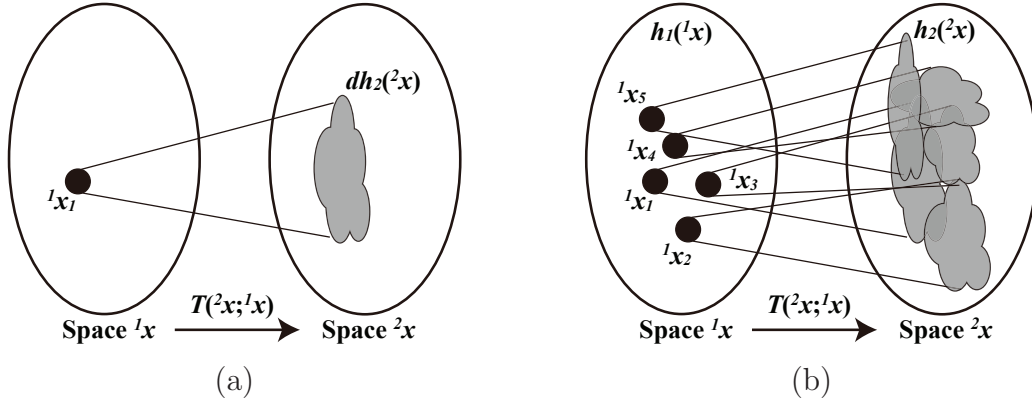 dh₂(²x)
¹x₁
T(²x;¹x)
Space ¹x
Space ²x
(a)
h₁(¹x)
h₂(²x)
¹x₅
¹x₄
¹x₁
¹x₃
¹x₂
T(²x;¹x)
Space ¹x
Space ²x
(b)